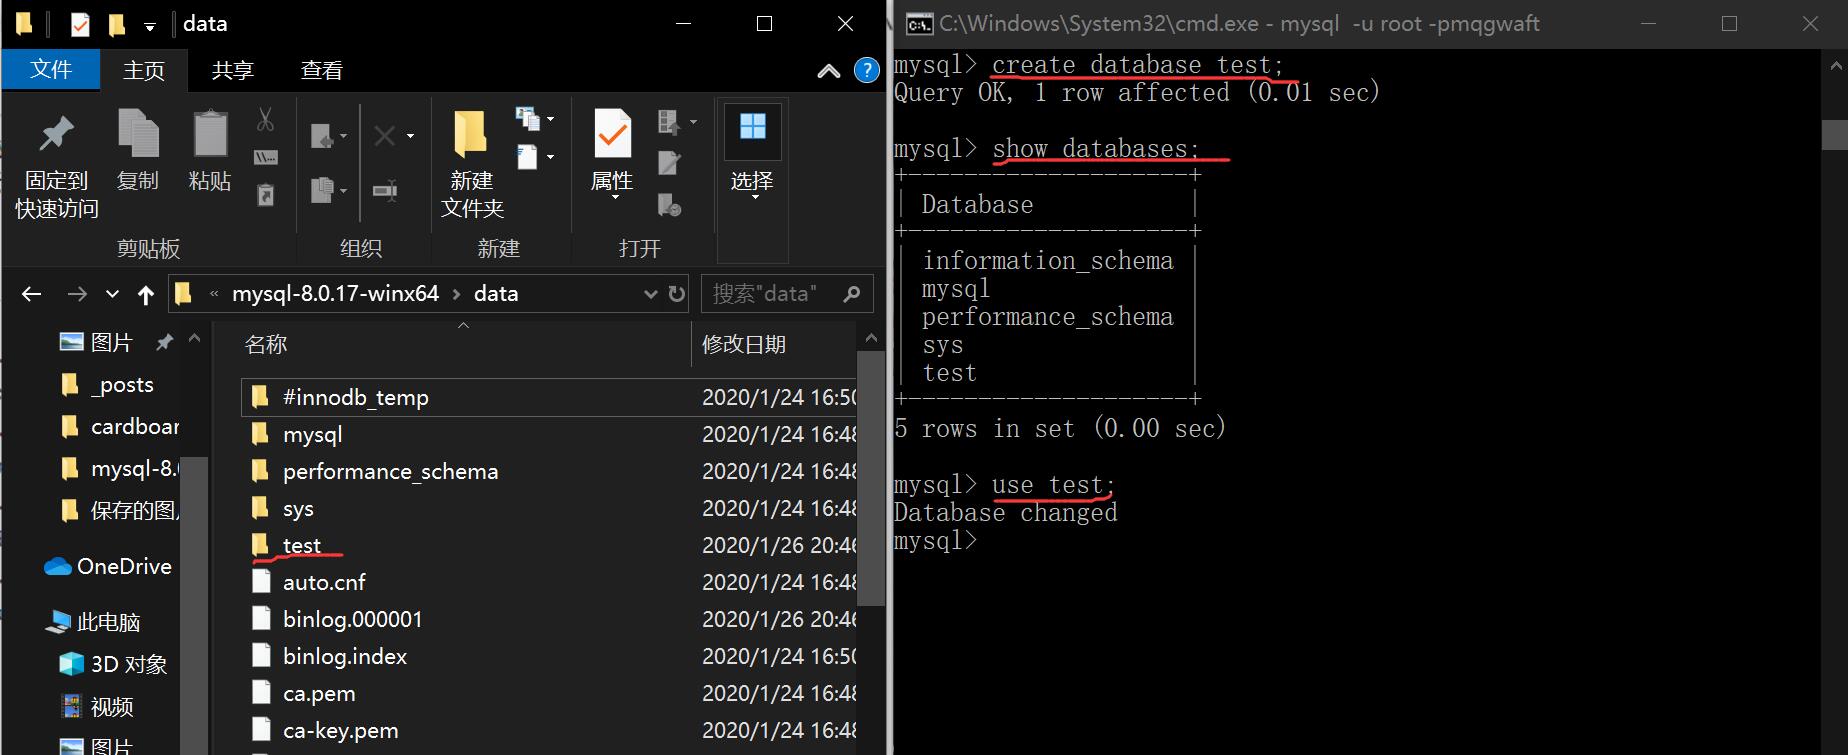 data
文件 主页 共享 查看
固定到
快速访问
复制
粘贴
新建
文件夹
属性
选择
剪贴板 组织 新建 打开
« mysql-8.0.17-winx64 › data
搜索"data"
图片
_posts
cardboar
mysql-8.0
保存的图
OneDrive
此电脑
3D 对象
视频
图片
名称 修改日期
#innodb_temp 2020/1/24 16:50
mysql 2020/1/24 16:48
performance_schema 2020/1/24 16:48
sys 2020/1/24 16:48
test 2020/1/26 20:46
auto.cnf 2020/1/24 16:48
binlog.000001 2020/1/26 20:46
binlog.index 2020/1/24 16:50
ca.pem 2020/1/24 16:48
ca-key.pem 2020/1/24 16:48
C:\Windows\System32\cmd.exe - mysql  -u root -pmqgwaft
mysql> create database test;
Query OK, 1 row affected (0.01 sec)
mysql> show databases;
+--------------------+
| Database           |
+--------------------+
| information_schema |
| mysql              |
| performance_schema |
| sys                |
| test               |
+--------------------+
5 rows in set (0.00 sec)
mysql> use test;
Database changed
mysql>